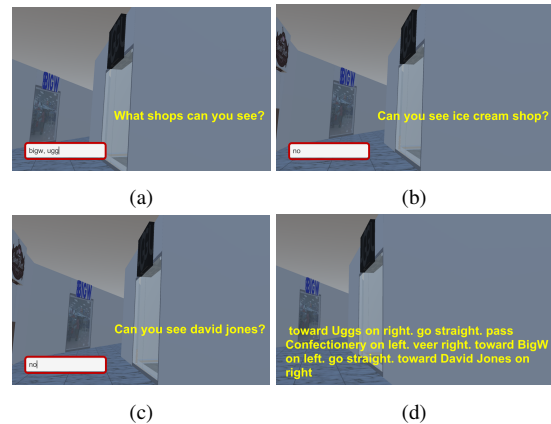 BIGW
What shops can you see?
bigw, ugg
(a)
BIGW
Can you see ice cream shop?
no
(b)
BIGW
Can you see david jones?
no
(c)
BIGW
toward Uggs on right. go straight. pass
Confectionery on left. veer right. toward BigW
on left. go straight. toward David Jones on
right
(d)